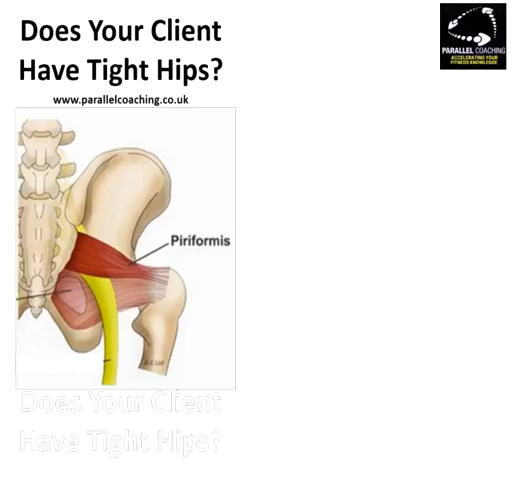 Does Your Client
Have Tight Hips?
www.parallelcoaching.co.uk
PARALLEL COACHING
ACCELERATING YOUR
FITNESS KNOWLEDGE
Piriformis
Does Your Client
Have Tight Hips?